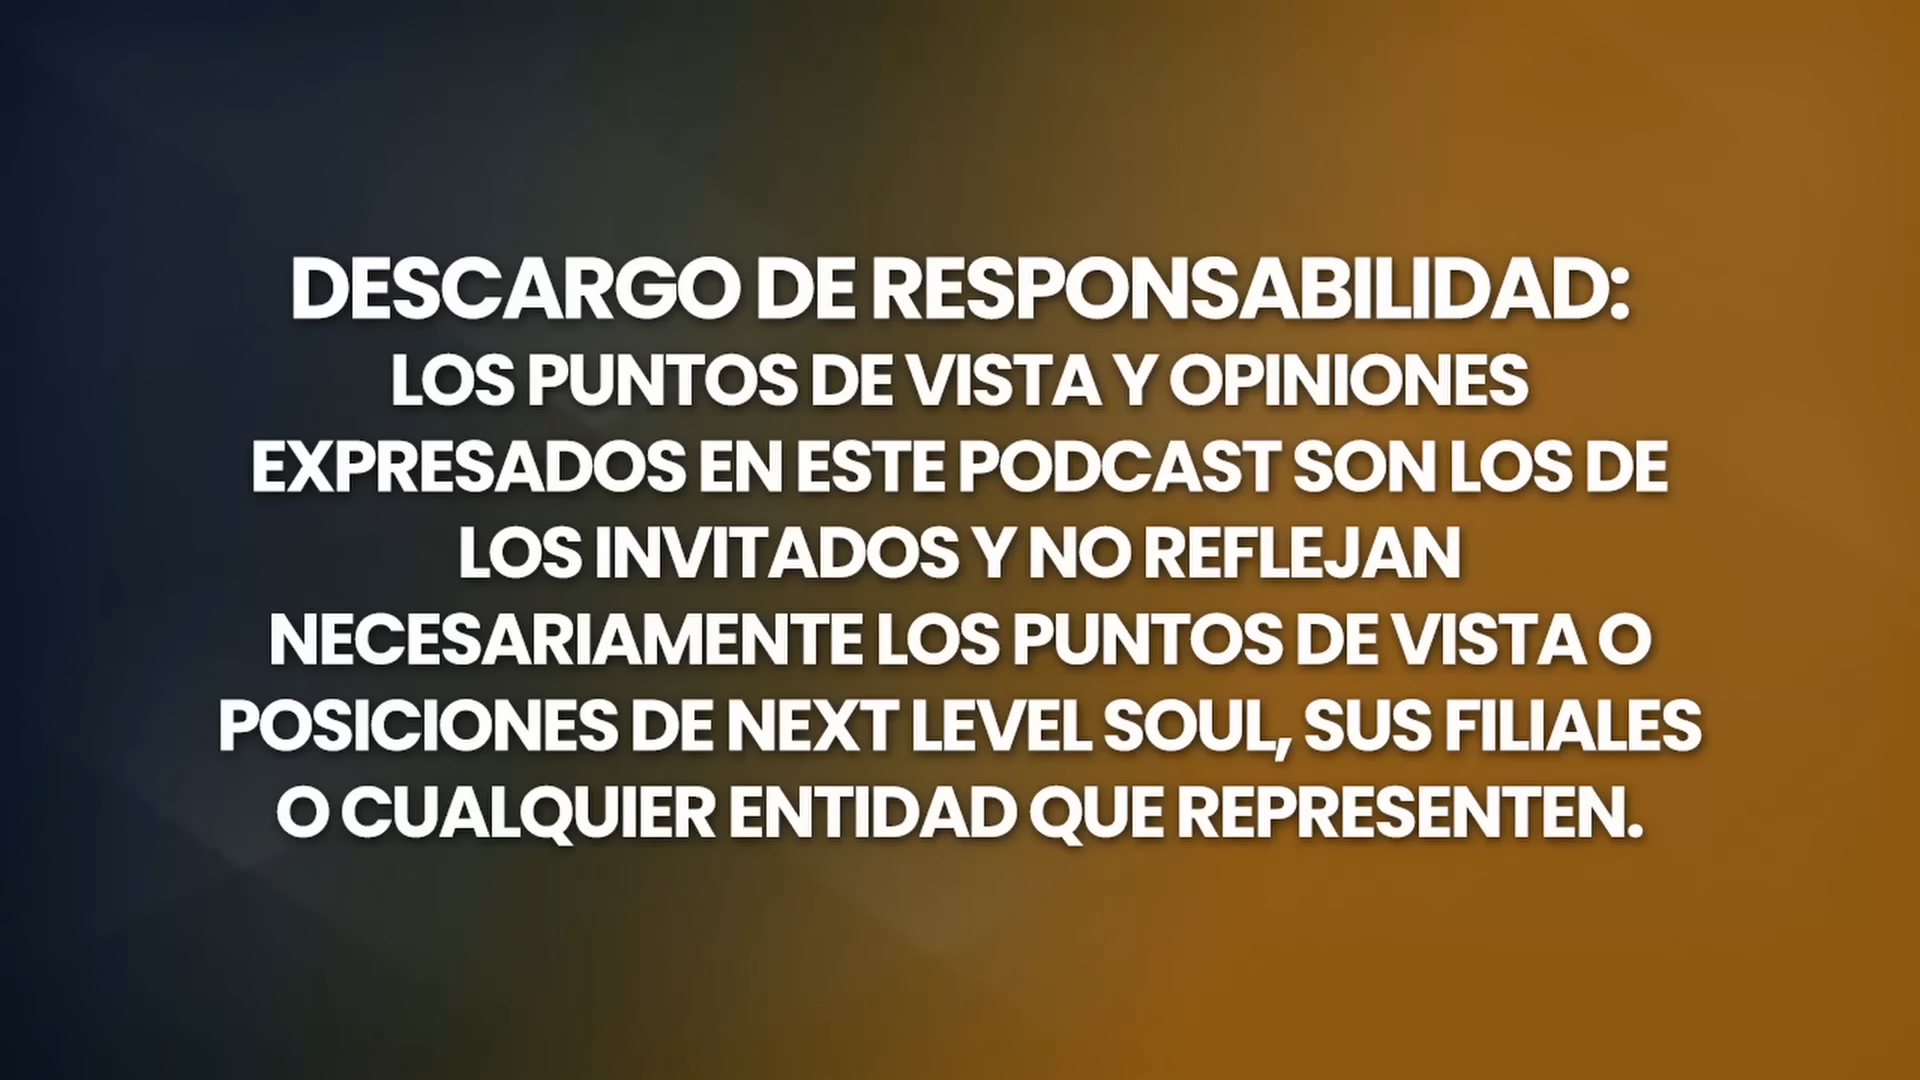 DESCARGO DE RESPONSABILIDAD:
LOS PUNTOS DE VISTA Y OPINIONES
EXPRESADOS EN ESTE PODCAST SON LOS DE
LOS INVITADOS Y NO REFLEJAN
NECESARIAMENTE LOS PUNTOS DE VISTA O
POSICIONES DE NEXT LEVEL SOUL, SUS FILIALES
O CUALQUIER ENTIDAD QUE REPRESENTEN.